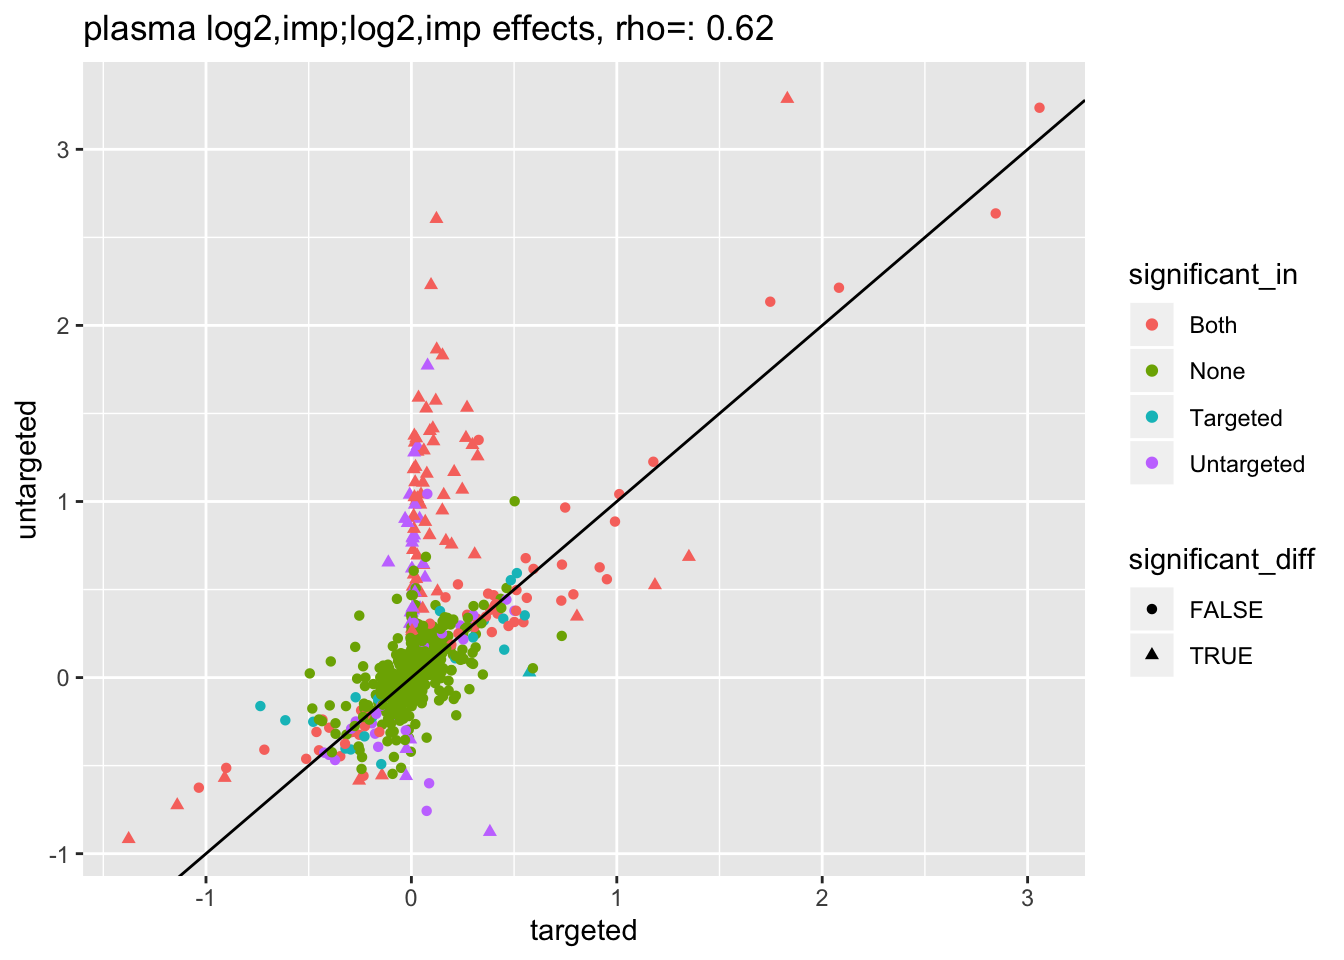 plasma log2,imp;log2,imp effects, rho=: 0.62
untargeted
3
2
1
0
-1
-1
0
1
2
3
targeted
significant_in
Both
None
Targeted
Untargeted
significant_diff
FALSE
TRUE